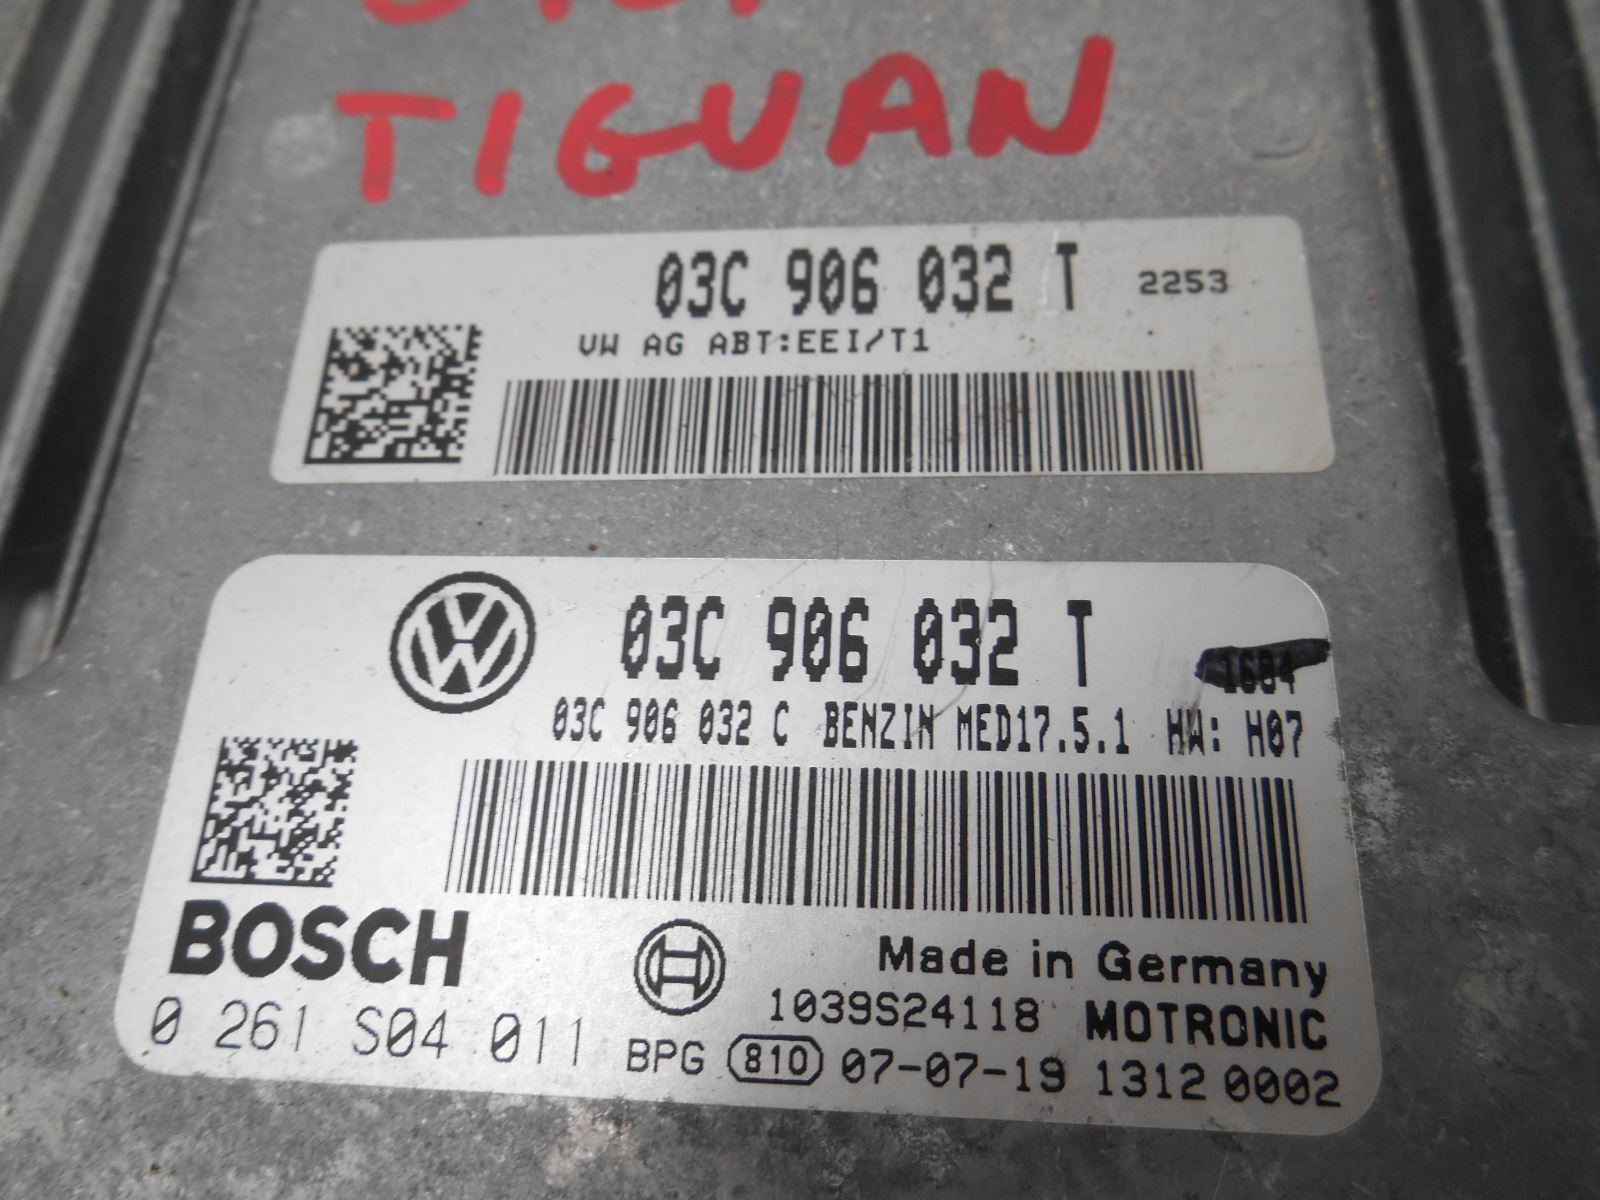 TIGUAN
03C 906 032 T 2253
VW AG ABT:EEI/T1
03C 906 032 T 1684
03C 906 032 C BENZIN MED17.5.1 HW: H07
BOSCH Made in Germany
1039S24118 MOTRONIC
0 261 S04 011 BPG 810 07-07-19 1312 0002